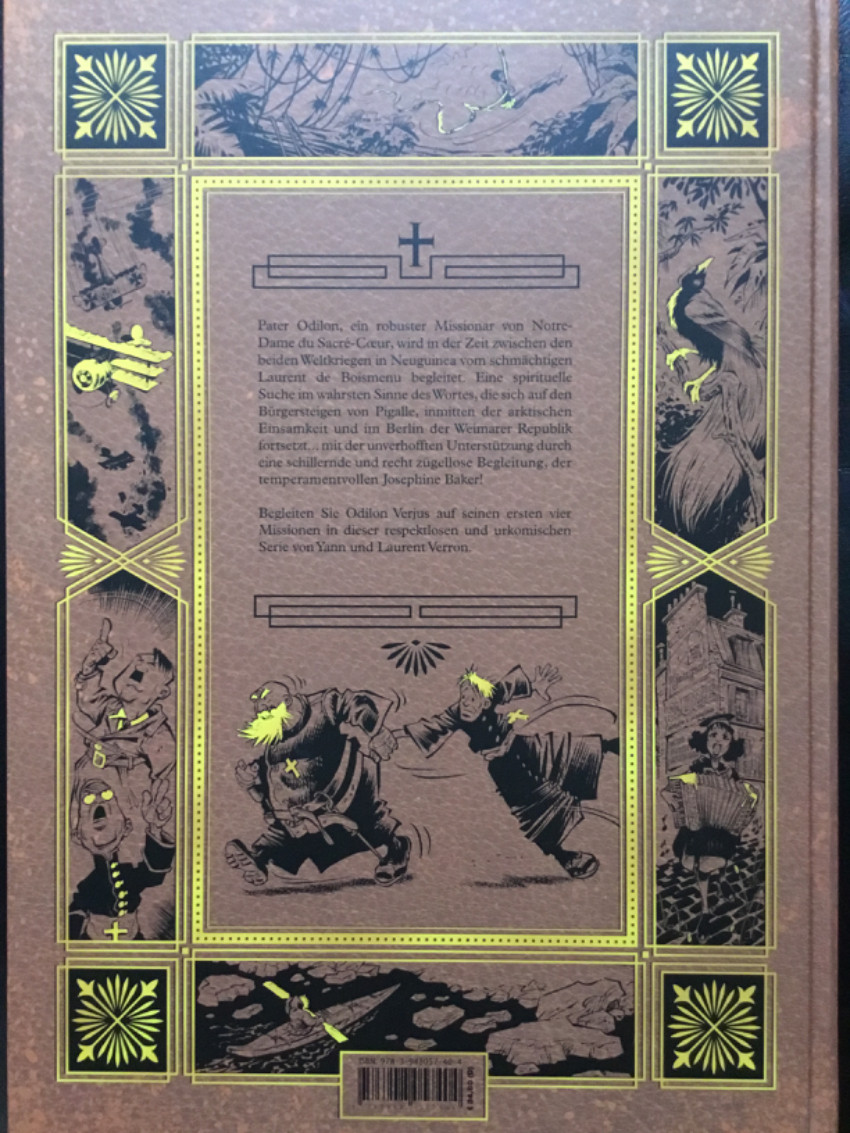 Pater Odilon, ein robuster Missionar von Notre-
Dame du Sacré-Cœur, wird in der Zeit zwischen den
beiden Weltkriegen in Neuguinea vom schmächtigen
Laurent de Boismenu begleitet. Eine spirituelle
Suche im wahrsten Sinne des Wortes, die sich auf den
Bürgersteigen von Pigalle, inmitten der arktischen
Einsamkeit und im Berlin der Weimarer Republik
fortsetzt... mit der unverhofften Unterstützung durch
eine schillernde und recht zügellose Begleitung, der
temperamentvollen Josephine Baker!
Begleiten Sie Odilon Verjus auf seinen ersten vier
Missionen in dieser respektlosen und urkomischen
Serie von Yann und Laurent Verron.
ISBN 978-3-